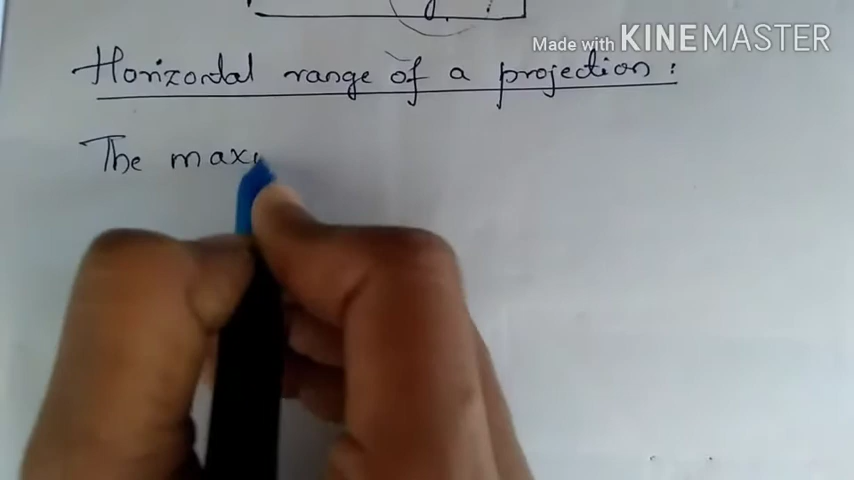 Made with KINEMASTER
Horizontal range of a projection :
The max